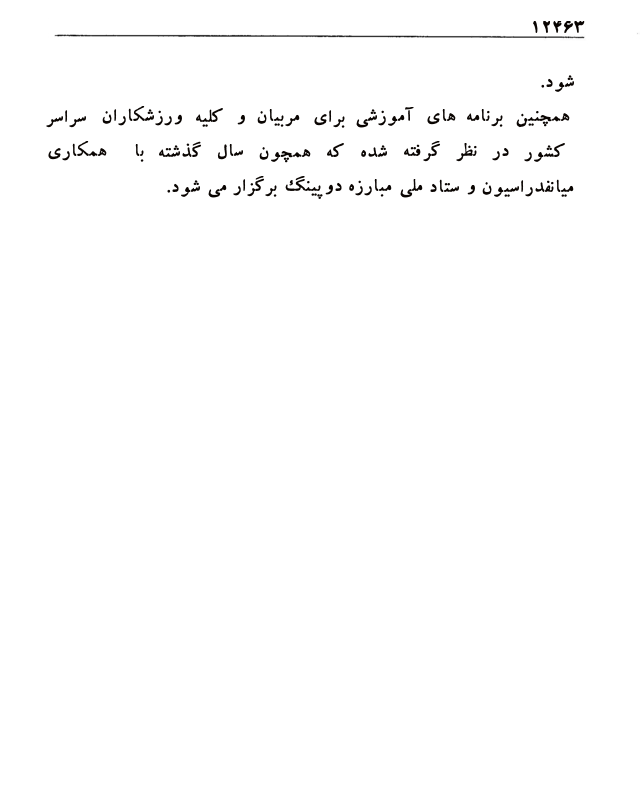 ۱۲۴۶۳
شود.
همچنین برنامه های آموزشی برای مربیان و کلیه ورزشکاران سراسر
کشور در نظر گرفته شده که همچون سال گذشته با همکاری
میانفدراسیون و ستاد ملی مبارزه دوپینگ برگزار می شود.